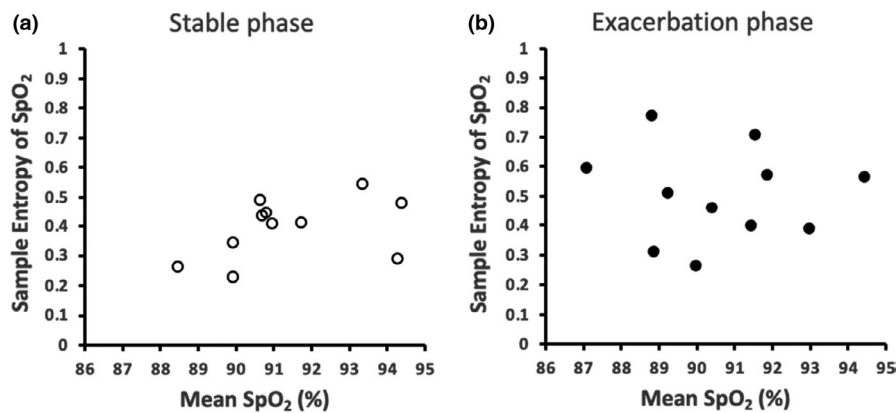 (a)
Stable phase
Sample Entropy of SpO₂
1
0.9
0.8
0.7
0.6
0.5
0.4
0.3
0.2
0.1
0
86 87 88 89 90 91 92 93 94 95
Mean SpO₂ (%)
(b)
Exacerbation phase
Sample Entropy of SpO₂
1
0.9
0.8
0.7
0.6
0.5
0.4
0.3
0.2
0.1
0
86 87 88 89 90 91 92 93 94 95
Mean SpO₂ (%)